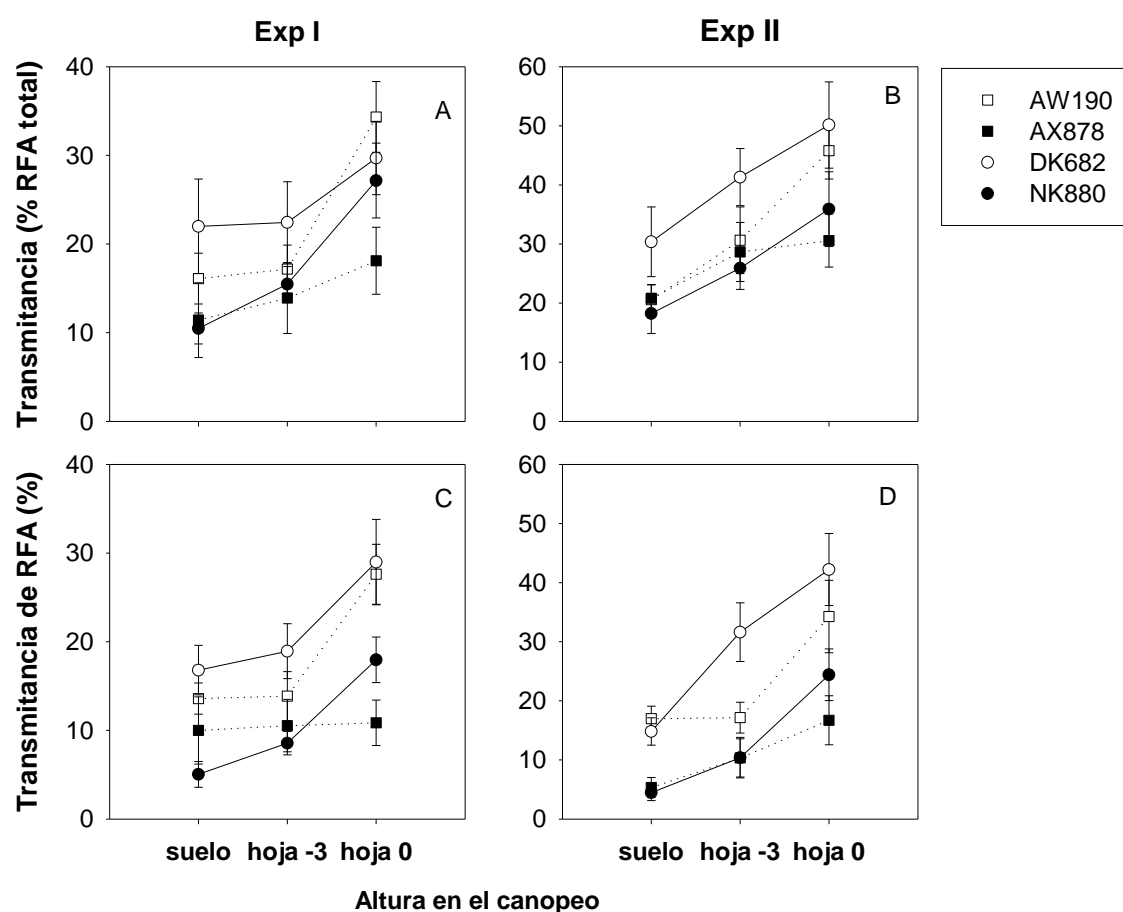 Exp I
Exp II
Transmitancia (% RFA total)
40
30
20
10
0
A
60
50
40
30
20
10
0
B
AW190
AX878
DK682
NK880
Transmitancia de RFA (%)
40
30
20
10
0
C
60
50
40
30
20
10
0
D
suelo hoja -3 hoja 0
suelo hoja -3 hoja 0
Altura en el canopeo